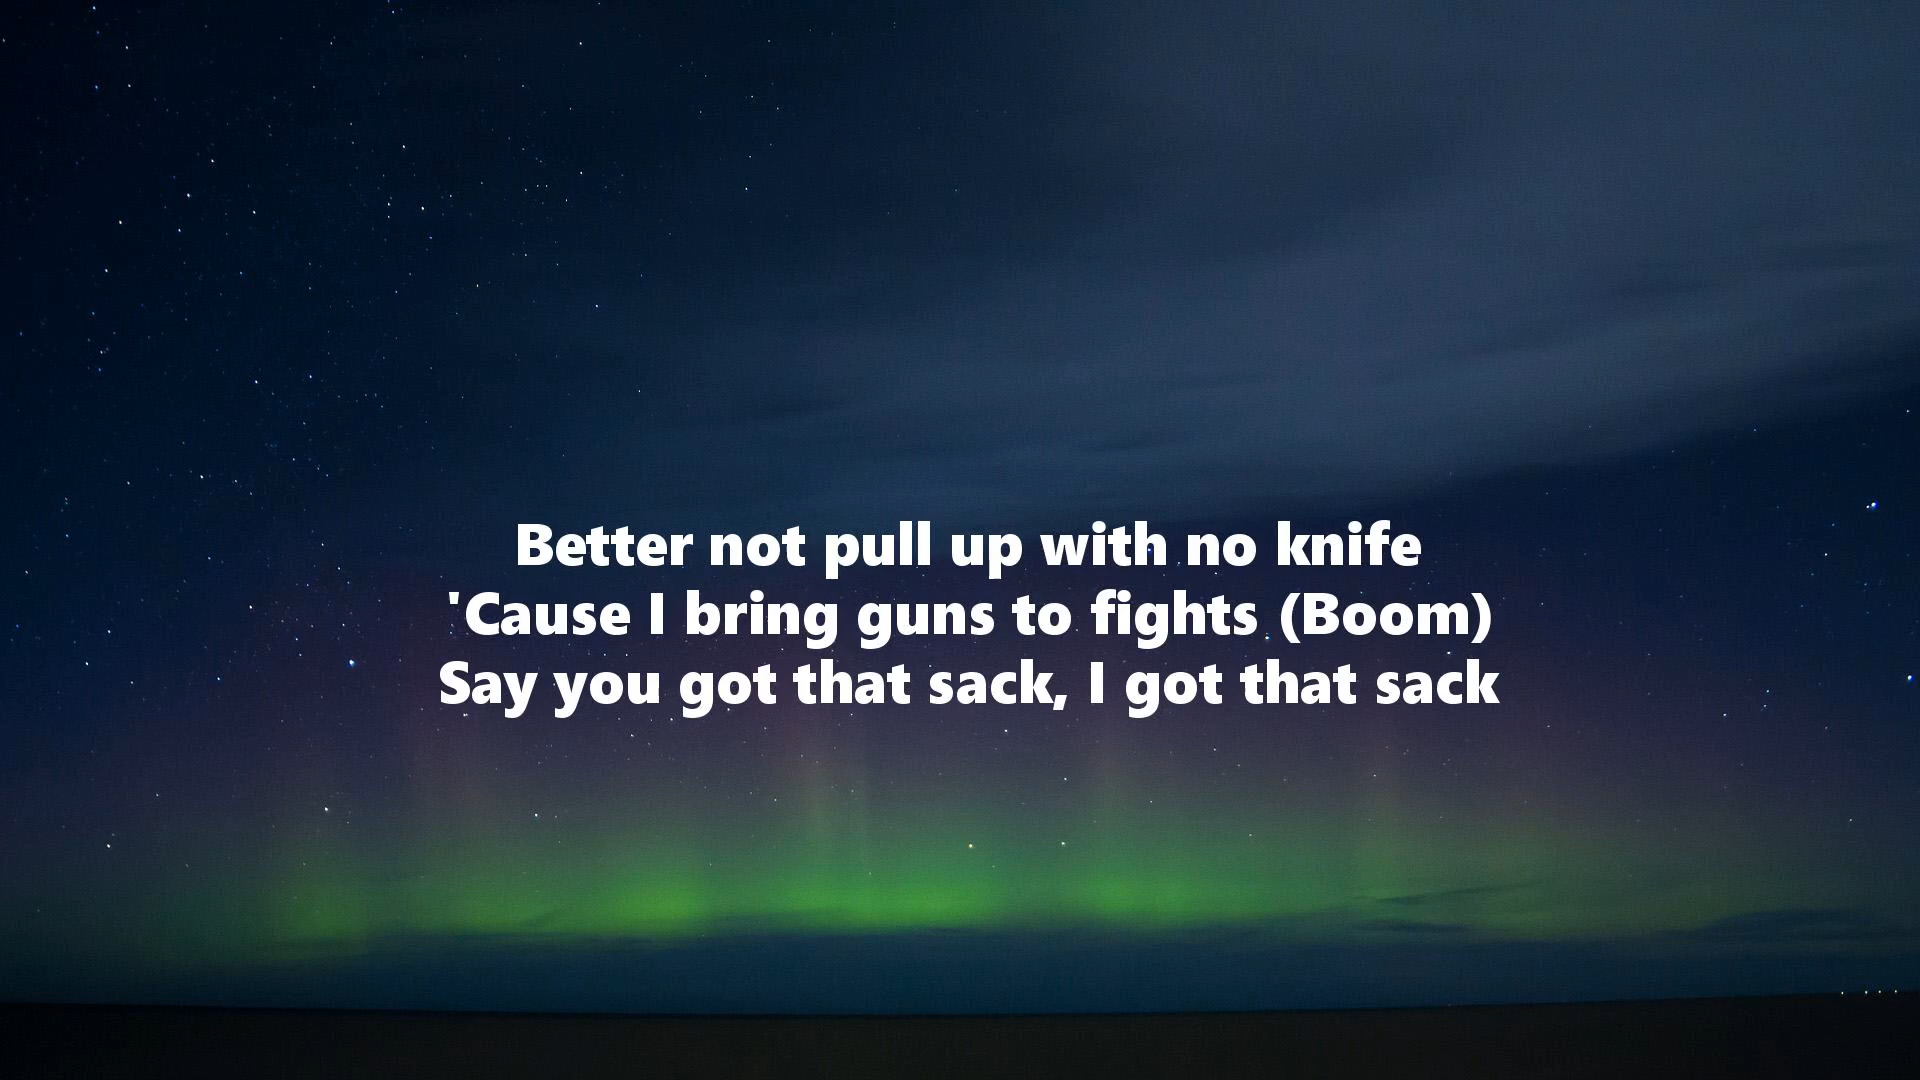 Better not pull up with no knife
'Cause I bring guns to fights (Boom)
Say you got that sack, I got that sack